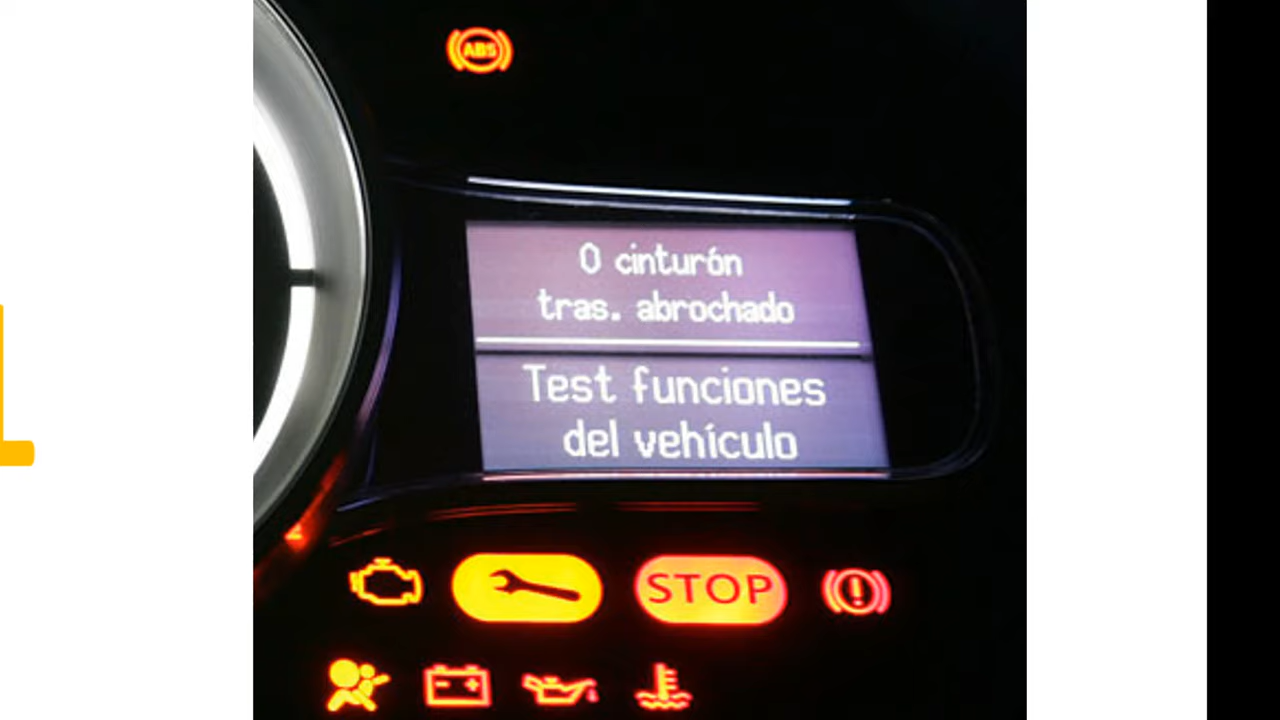 ABS
0 cinturón
tras. abrochado
Test funciones
del vehículo
STOP